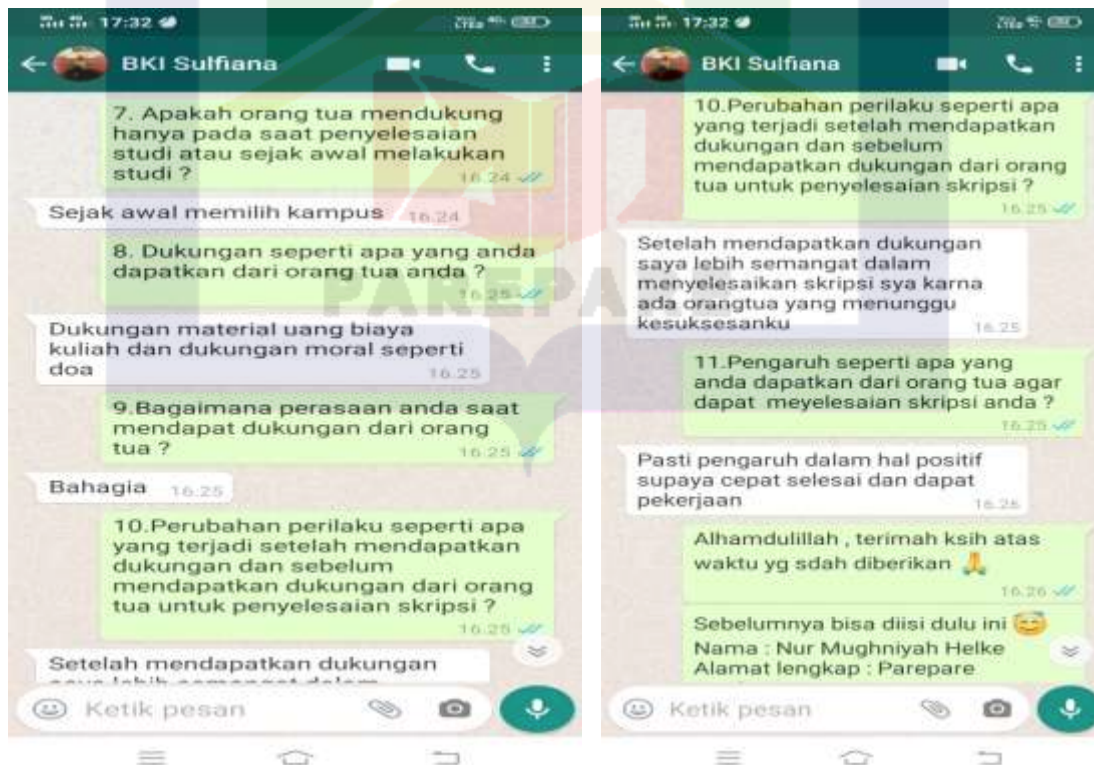 17:32
BKI Sulfiana
7. Apakah orang tua mendukung
hanya pada saat penyelesaian
studi atau sejak awal melakukan
studi ?
16.24
Sejak awal memilih kampus 16.24
8. Dukungan seperti apa yang anda
dapatkan dari orang tua anda ?
16.25
Dukungan material uang biaya
kuliah dan dukungan moral seperti
doa
16.25
9.Bagaimana perasaan anda saat
mendapat dukungan dari orang
tua ?
16.25
Bahagia 16.25
10.Perubahan perilaku seperti apa
yang terjadi setelah mendapatkan
dukungan dan sebelum
mendapatkan dukungan dari orang
tua untuk penyelesaian skripsi ?
16.25
Setelah mendapatkan dukungan
saya lebih semangat dalam
Ketik pesan
17:32
BKI Sulfiana
10.Perubahan perilaku seperti apa
yang terjadi setelah mendapatkan
dukungan dan sebelum
mendapatkan dukungan dari orang
tua untuk penyelesaian skripsi ?
16.25
Setelah mendapatkan dukungan
saya lebih semangat dalam
menyelesaikan skripsi sya karna
ada orangtua yang menunggu
kesuksesanku
16.25
11.Pengaruh seperti apa yang
anda dapatkan dari orang tua agar
dapat meyelesaian skripsi anda ?
16.25
Pasti pengaruh dalam hal positif
supaya cepat selesai dan dapat
pekerjaan
16.26
Alhamdulillah , terimah ksih atas
waktu yg sdah diberikan 🙏
16.26
Sebelumnya bisa diisi dulu ini 😇
Nama : Nur Mughniyah Helke
Alamat lengkap : Parepare
Ketik pesan
PAREPARE